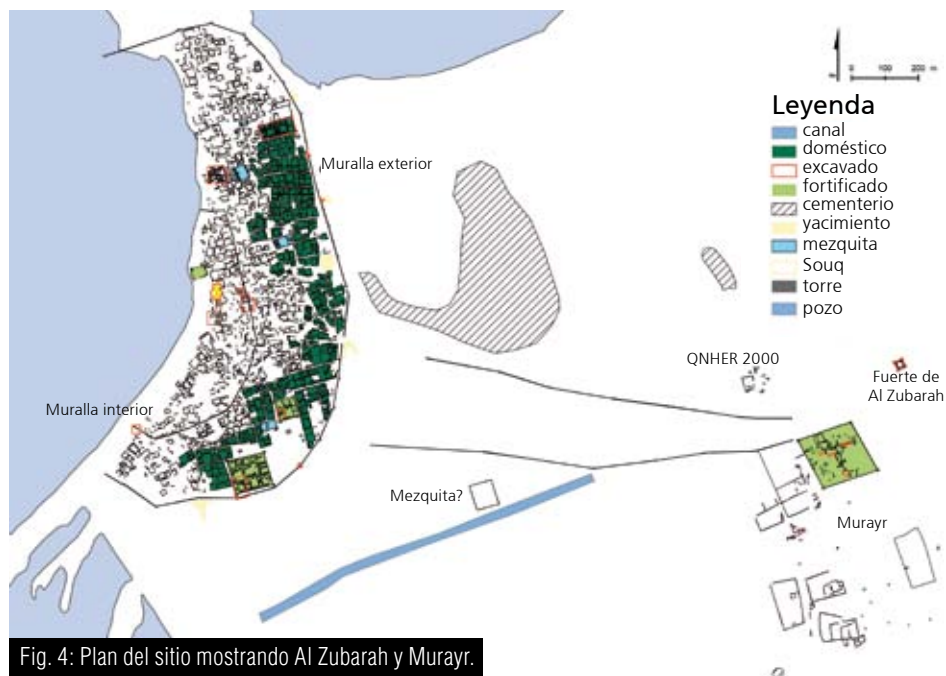 0 100 200 m
Leyenda
canal
doméstico
excavado
fortificado
cementerio
yacimiento
mezquita
Souq
torre
pozo
Muralla exterior
QNHER 2000
Fuerte de
Al Zubarah
Muralla interior
Mezquita?
Murayr
Fig. 4: Plan del sitio mostrando Al Zubarah y Murayr.